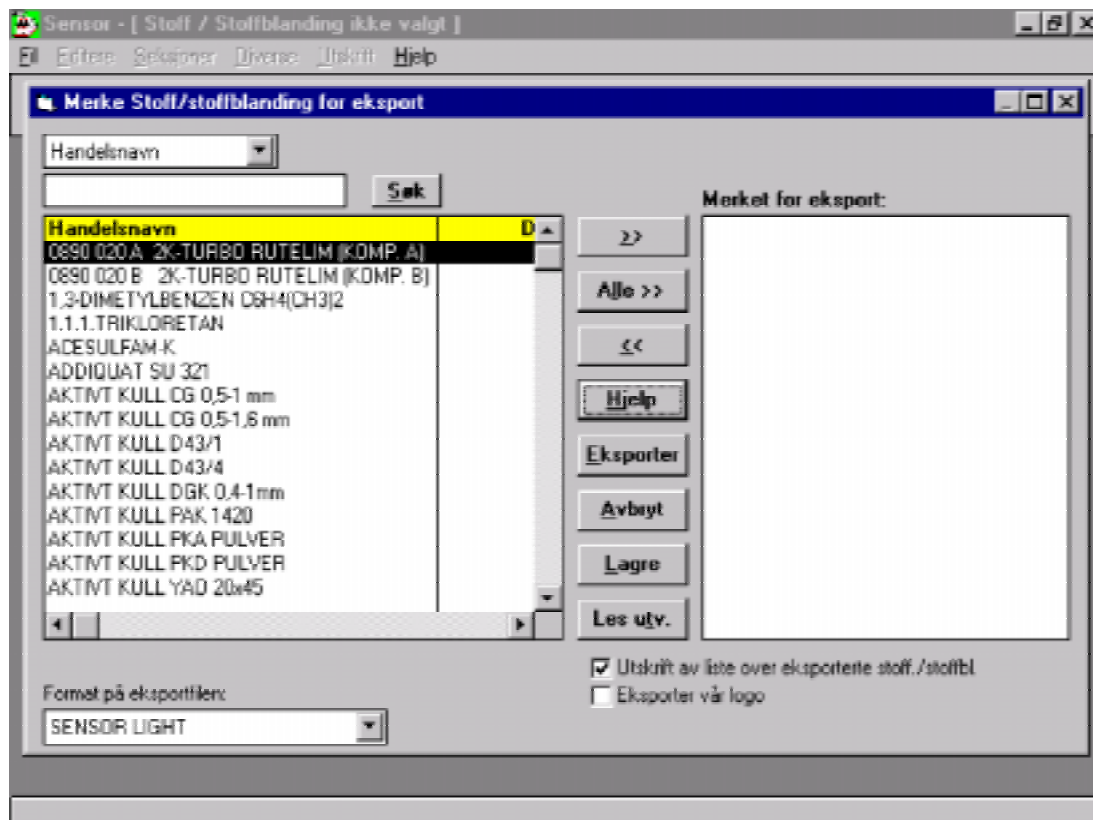 Sensor - [ Stoff / Stoffblanding ikke valgt ]
Fil Editere Seksjoner Diverse Utskrift Hjelp
Merke Stoff/stoffblanding for eksport
Handelsnavn
Søk
Merket for eksport:
Handelsnavn D
0890 020 A 2K-TURBO RUTELIM (KOMP. A)
0890 020 B 2K-TURBO RUTELIM (KOMP. B)
1,3-DIMETYLBENZEN C6H4(CH3)2
1.1.1.TRIKLORETAN
ACESULFAM-K
ADDIQUAT SU 321
AKTIVT KULL CG 0,5-1 mm
AKTIVT KULL CG 0,5-1,6 mm
AKTIVT KULL D43/1
AKTIVT KULL D43/4
AKTIVT KULL DGK 0,4-1mm
AKTIVT KULL PAK 1420
AKTIVT KULL PKA PULVER
AKTIVT KULL PKD PULVER
AKTIVT KULL YAO 20x45
>>
Alle >>
<<
Hjelp
Eksporter
Avbryt
Lagre
Les utv.
Utskrift av liste over eksporterte stoff./stoffbl.
Eksporter vår logo
Format på eksportfilen:
SENSOR LIGHT